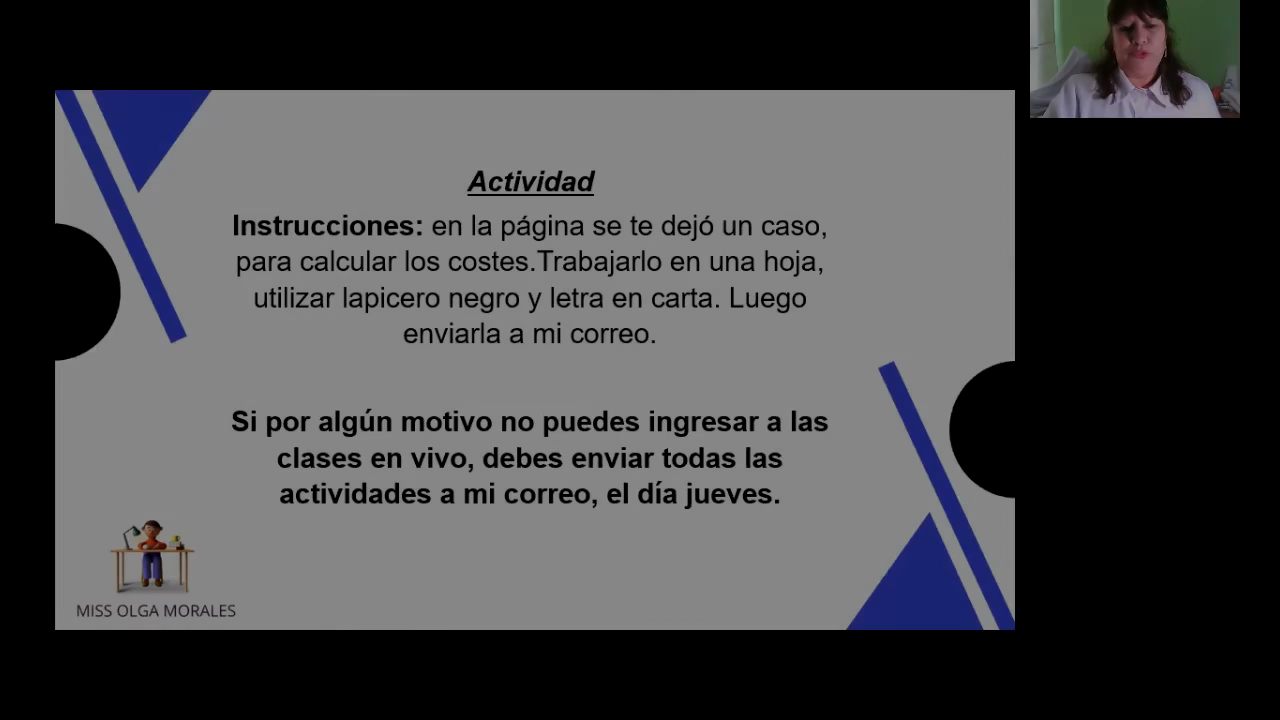 Actividad
Instrucciones: en la página se te dejó un caso,
para calcular los costes.Trabajarlo en una hoja,
utilizar lapicero negro y letra en carta. Luego
enviarla a mi correo.
Si por algún motivo no puedes ingresar a las
clases en vivo, debes enviar todas las
actividades a mi correo, el día jueves.
MISS OLGA MORALES